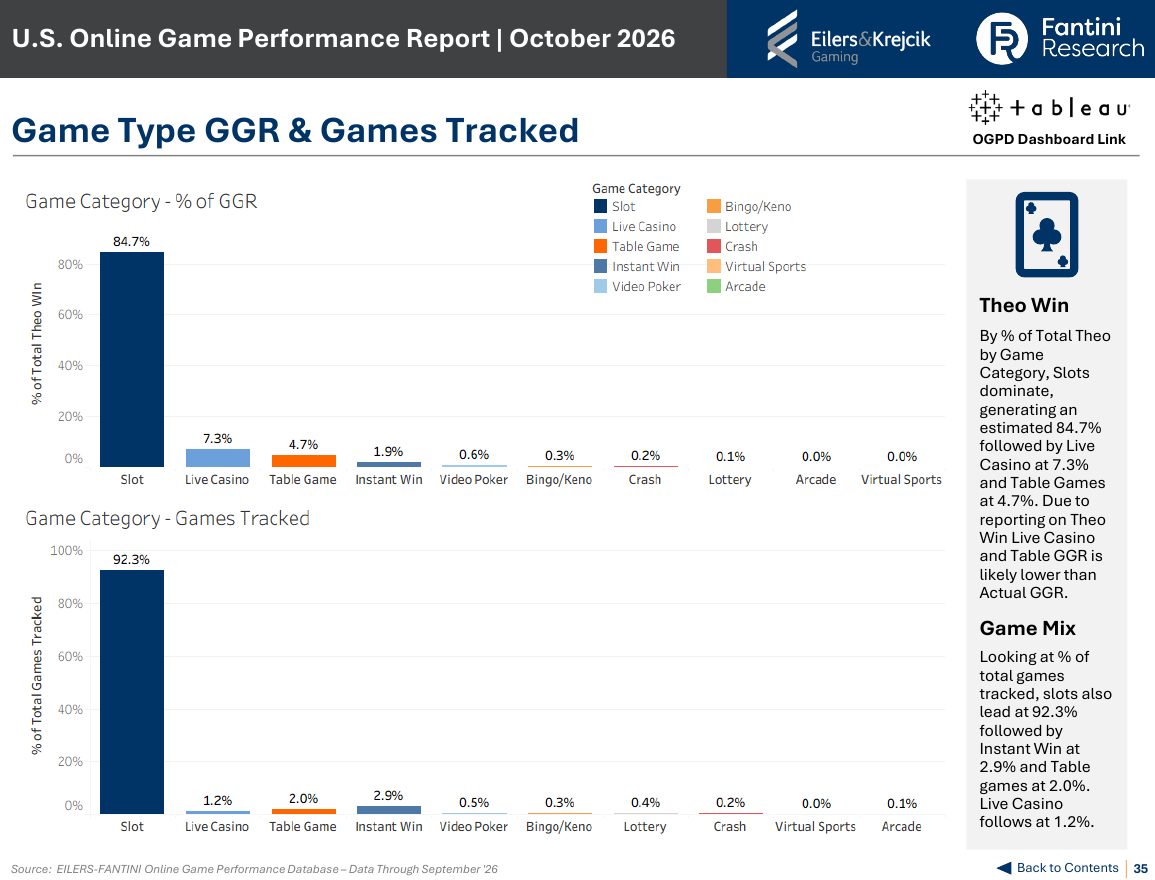 U.S. Online Game Performance Report | October 2026
Eilers&Krejcik
Gaming
Fantini
Research
Game Type GGR & Games Tracked
+ableau
OGPD Dashboard Link
Game Category - % of GGR
Game Category
Slot
Live Casino
Table Game
Instant Win
Video Poker
Bingo/Keno
Lottery
Crash
Virtual Sports
Arcade
% of Total Theo WIn
80%
60%
40%
20%
0%
84.7%
7.3%
4.7%
1.9%
0.6%
0.3%
0.2%
0.1%
0.0%
0.0%
Slot
Live Casino
Table Game
Instant Win
Video Poker
Bingo/Keno
Crash
Lottery
Arcade
Virtual Sports
Game Category - Games Tracked
% of Total Games Tracked
100%
80%
60%
40%
20%
0%
92.3%
1.2%
2.0%
2.9%
0.5%
0.3%
0.4%
0.2%
0.0%
0.1%
Slot
Live Casino
Table Game
Instant Win
Video Poker
Bingo/Keno
Lottery
Crash
Virtual Sports
Arcade
Theo Win
By % of Total Theo
by Game
Category, Slots
dominate,
generating an
estimated 84.7%
followed by Live
Casino at 7.3%
and Table Games
at 4.7%. Due to
reporting on Theo
Win Live Casino
and Table GGR is
likely lower than
Actual GGR.
Game Mix
Looking at % of
total games
tracked, slots also
lead at 92.3%
followed by
Instant Win at
2.9% and Table
games at 2.0%.
Live Casino
follows at 1.2%.
Source: EILERS-FANTINI Online Game Performance Database – Data Through September '26
Back to Contents
35